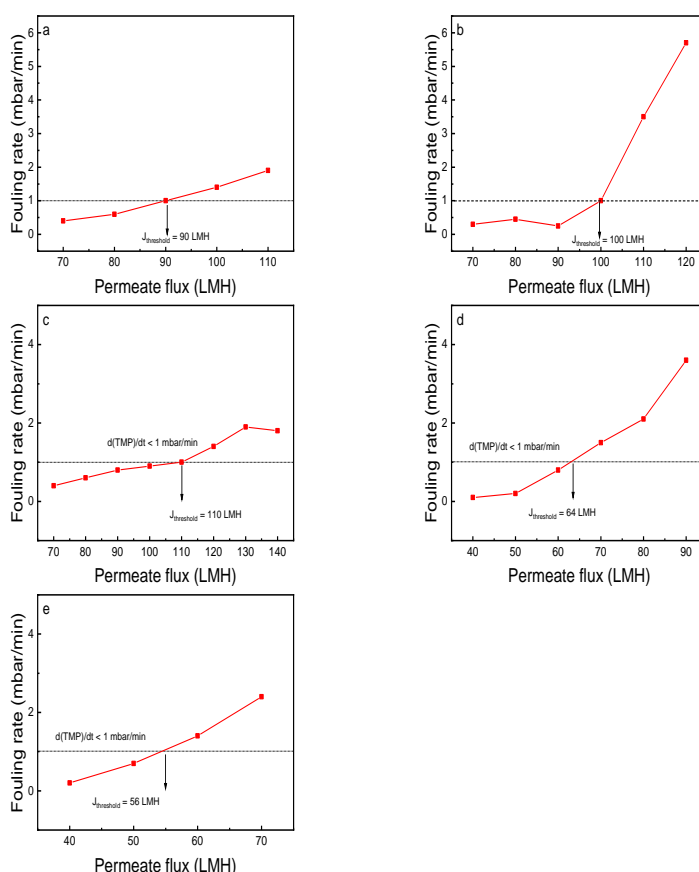 a
Fouling rate (mbar/min)
6
5
4
3
2
1
0
J_threshold = 90 LMH
70 80 90 100 110
Permeate flux (LMH)
b
Fouling rate (mbar/min)
6
5
4
3
2
1
0
J_threshold = 100 LMH
70 80 90 100 110 120
Permeate flux (LMH)
c
Fouling rate (mbar/min)
4
2
0
d(TMP)/dt < 1 mbar/min
J_threshold = 110 LMH
70 80 90 100 110 120 130 140
Permeate flux (LMH)
d
Fouling rate (mbar/min)
4
2
0
d(TMP)/dt < 1 mbar/min
J_threshold = 64 LMH
40 50 60 70 80 90
Permeate flux (LMH)
e
Fouling rate (mbar/min)
4
2
0
d(TMP)/dt < 1 mbar/min
J_threshold = 56 LMH
40 50 60 70
Permeate flux (LMH)